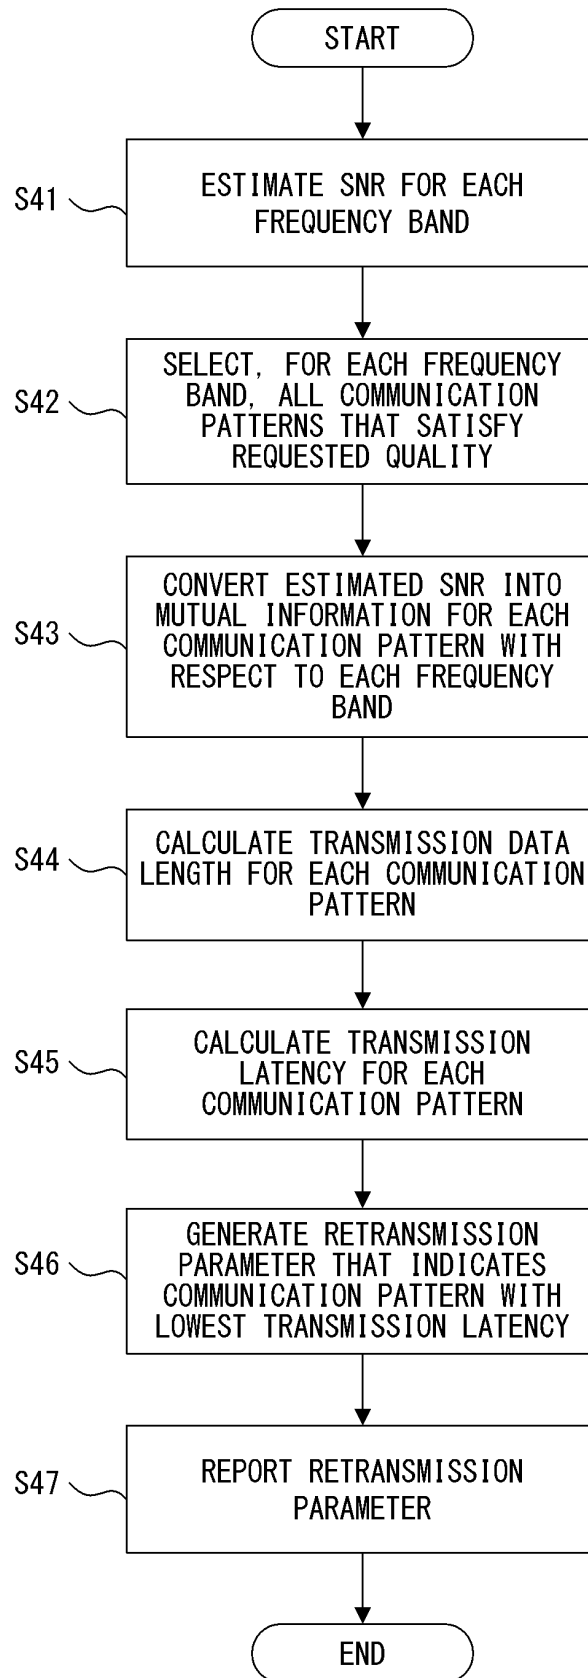 START
S41
ESTIMATE SNR FOR EACH
FREQUENCY BAND
S42
SELECT, FOR EACH FREQUENCY
BAND, ALL COMMUNICATION
PATTERNS THAT SATISFY
REQUESTED QUALITY
S43
CONVERT ESTIMATED SNR INTO
MUTUAL INFORMATION FOR EACH
COMMUNICATION PATTERN WITH
RESPECT TO EACH FREQUENCY
BAND
S44
CALCULATE TRANSMISSION DATA
LENGTH FOR EACH COMMUNICATION
PATTERN
S45
CALCULATE TRANSMISSION
LATENCY FOR EACH
COMMUNICATION PATTERN
S46
GENERATE RETRANSMISSION
PARAMETER THAT INDICATES
COMMUNICATION PATTERN WITH
LOWEST TRANSMISSION LATENCY
S47
REPORT RETRANSMISSION
PARAMETER
END